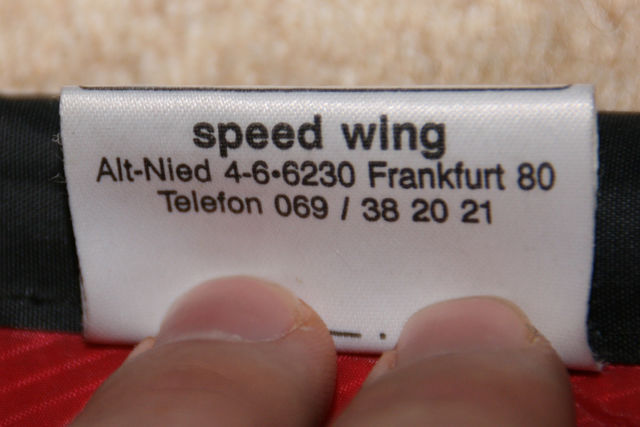 speed wing
Alt-Nied 4-6•6230 Frankfurt 80
Telefon 069 / 38 20 21